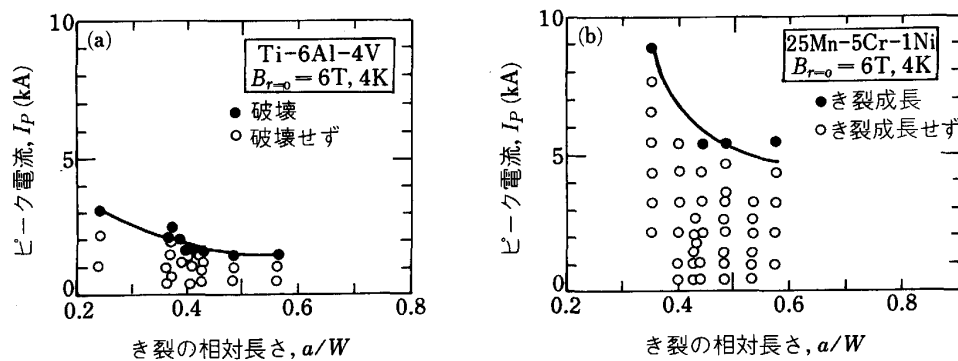 (a)
Ti-6Al-4V
B_{r=0} = 6T, 4K
● 破壊
○ 破壊せず
ピーク電流, I_P (kA)
10
5
0
0.2 0.4 0.6 0.8
き裂の相対長さ, a/W
(b)
25Mn-5Cr-1Ni
B_{r=0} = 6T, 4K
● き裂成長
○ き裂成長せず
ピーク電流, I_P (kA)
10
5
0
0.2 0.4 0.6 0.8
き裂の相対長さ, a/W